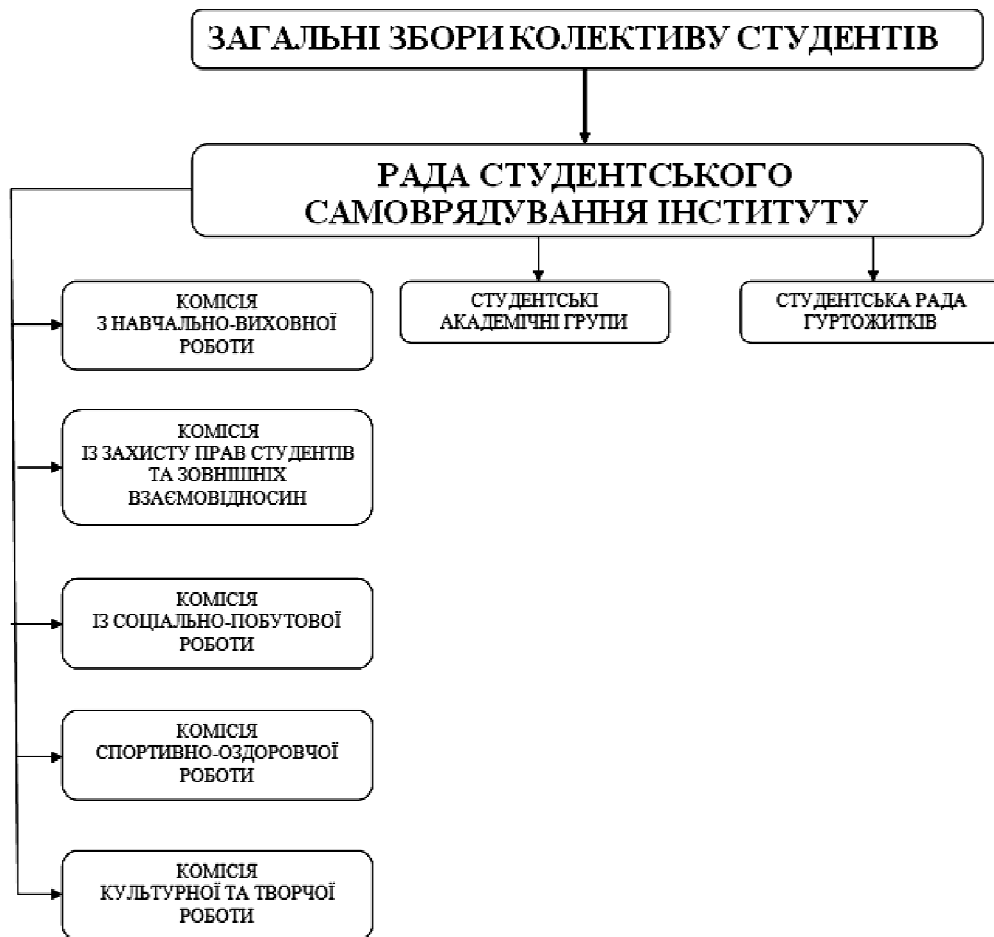 ЗАГАЛЬНІ ЗБОРИ КОЛЕКТИВУ СТУДЕНТІВ
РАДА СТУДЕНТСЬКОГО
САМОВРЯДУВАННЯ ІНСТИТУТУ
КОМІСІЯ
З НАВЧАЛЬНО-ВИХОВНОЇ
РОБОТИ
СТУДЕНТСЬКІ
АКАДЕМІЧНІ ГРУПИ
СТУДЕНТСЬКА РАДА
ГУРТОЖИТКІВ
КОМІСІЯ
ІЗ ЗАХИСТУ ПРАВ СТУДЕНТІВ
ТА ЗОВНІШНІХ
ВЗАЄМОВІДНОСИН
КОМІСІЯ
ІЗ СОЦІАЛЬНО-ПОБУТОВОЇ
РОБОТИ
КОМІСІЯ
СПОРТИВНО-ОЗДОРОВЧОЇ
РОБОТИ
КОМІСІЯ
КУЛЬТУРНОЇ ТА ТВОРЧОЇ
РОБОТИ